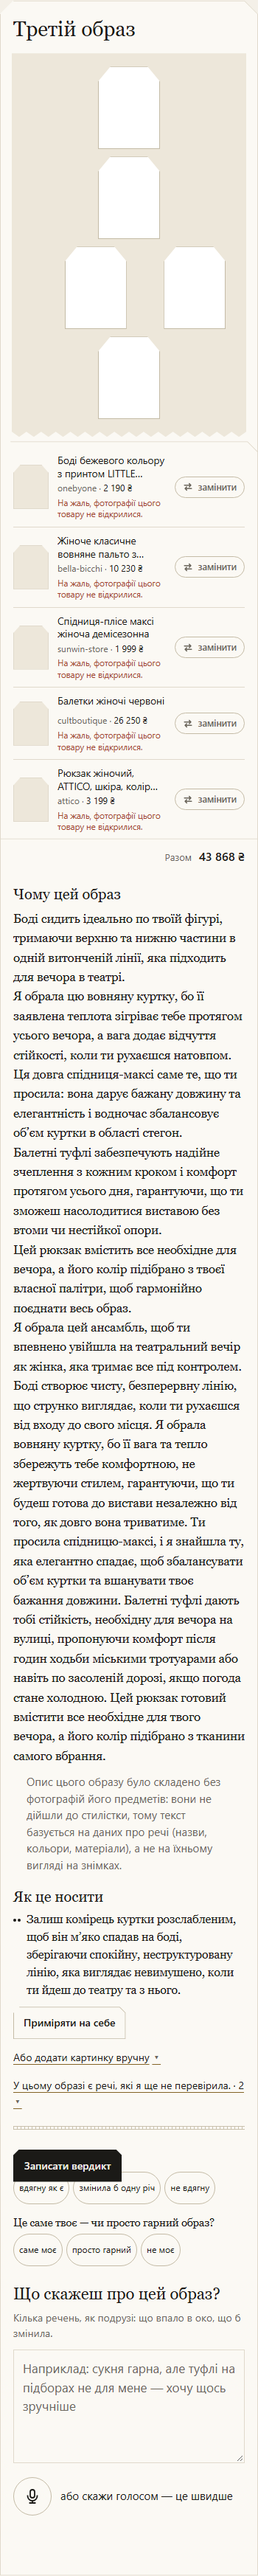 Третій образ
Боді бежевого кольору
з принтом LITTLE...
onebyone · 2 190 ₴
На жаль, фотографії цього
товару не відкрилися.
замінити
Жіноче класичне
вовняне пальто з...
bella-bicchi · 10 230 ₴
На жаль, фотографії цього
товару не відкрилися.
замінити
Спідниця-плісе максі
жіноча демісезонна
sunwin-store · 1 999 ₴
На жаль, фотографії цього
товару не відкрилися.
замінити
Балетки жіночі червоні
cultboutique · 26 250 ₴
На жаль, фотографії цього
товару не відкрилися.
замінити
Рюкзак жіночий,
ATTICO, шкіра, колір...
attico · 3 199 ₴
На жаль, фотографії цього
товару не відкрилися.
замінити
Разом 43 868 ₴
Чому цей образ
Боді сидить ідеально по твоїй фігурі,
тримаючи верхню та нижню частини в
одній витонченій лінії, яка підходить
для вечора в театрі.
Я обрала цю вовняну куртку, бо її
заявлена теплота зігріває тебе протягом
усього вечора, а вага додає відчуття
стійкості, коли ти рухаєшся натовпом.
Ця довга спідниця-максі саме те, що ти
просила: вона дарує бажану довжину та
елегантність і водночас збалансовує
об’єм куртки в області стегон.
Балетні туфлі забезпечують надійне
зчеплення з кожним кроком і комфорт
протягом усього дня, гарантуючи, що ти
зможеш насолодитися виставою без
втоми чи нестійкої опори.
Цей рюкзак вмістить все необхідне для
вечора, а його колір підібрано з твоєї
власної палітри, щоб гармонійно
поєднати весь образ.
Я обрала цей ансамбль, щоб ти
впевнено увійшла на театральний вечір
як жінка, яка тримає все під контролем.
Боді створює чисту, безперервну лінію,
що струнко виглядає, коли ти рухаєшся
від входу до свого місця. Я обрала
вовняну куртку, бо її вага та тепло
збережуть тебе комфортною, не
жертвуючи стилем, гарантуючи, що ти
будеш готова до вистави незалежно від
того, як довго вона триватиме. Ти
просила спідницю-максі, і я знайшла ту,
яка елегантно спадає, щоб збалансувати
об’єм куртки та вшанувати твоє
бажання довжини. Балетні туфлі дають
тобі стійкість, необхідну для вечора на
вулиці, пропонуючи комфорт після
годин ходьби міськими тротуарами або
навіть по засоленій дорозі, якщо погода
стане холодною. Цей рюкзак готовий
вмістити все необхідне для твого
вечора, а його колір підібрано з тканини
самого вбрання.
Опис цього образу було складено без
фотографій його предметів: вони не
дійшли до стилістки, тому текст
базується на даних про речі (назви,
кольори, матеріали), а не на їхньому
вигляді на знімках.
Як це носити
Залиш комірець куртки розслабленим,
щоб він м’яко спадав на боді,
зберігаючи спокійну, неструктуровану
лінію, яка виглядає невимушено, коли
ти йдеш до театру та з нього.
Приміряти на себе
Або додати картинку вручну
У цьому образі є речі, які я ще не перевірила. · 2
Записати вердикт
вдягну як є
змінила б одну річ
не вдягну
Це саме твоє — чи просто гарний образ?
саме моє
просто гарний
не моє
Що скажеш про цей образ?
Кілька речень, як подрузі: що впало в око, що б
змінила.
Наприклад: сукня гарна, але туфлі на
підборах не для мене — хочу щось
зручніше
або скажи голосом — це швидше